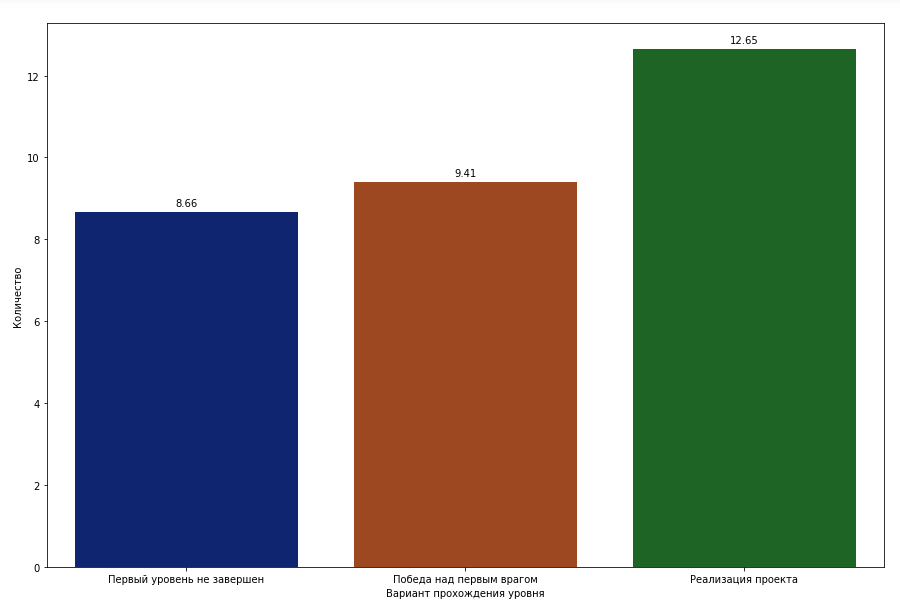 12.65
12
10
9.41
8.66
8
Количество
6
4
2
0
Первый уровень не завершен
Победа над первым врагом
Реализация проекта
Вариант прохождения уровня